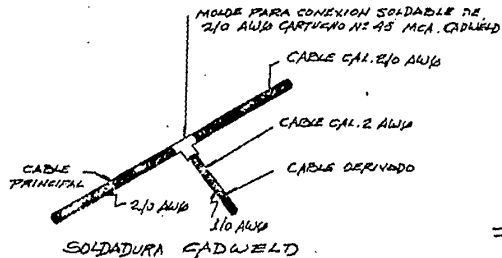 MOLDE PARA CONEXION SOLDABLE DE
2/0 AWG CARTUCHO Nº 45 MCA. CADWELD
CABLE CAL. 2/0 AWG
CABLE CAL. 2 AWG
CABLE
PRINCIPAL
CABLE DERIVADO
2/0 AWG
1/0 AWG
SOLDADURA CADWELD